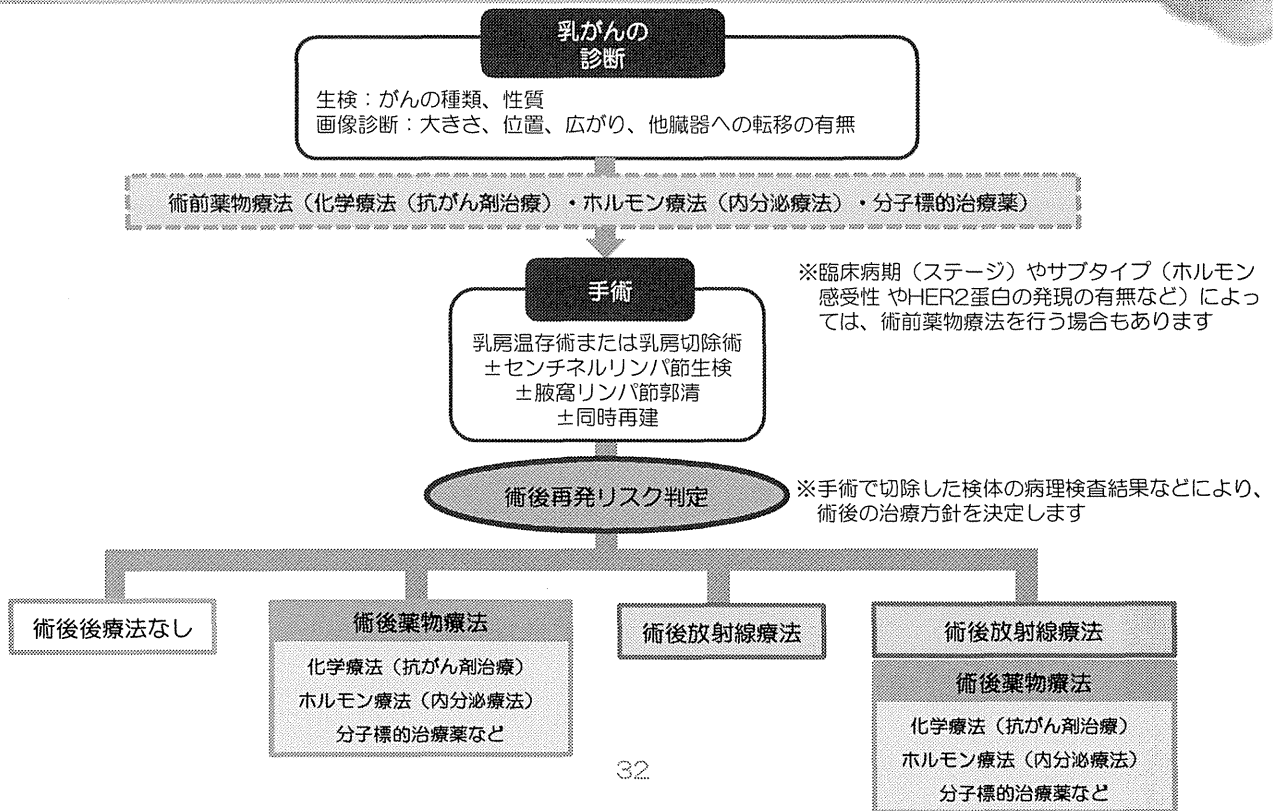 乳がんの
診断
生検：がんの種類、性質
画像診断：大きさ、位置、広がり、他臓器への転移の有無
術前薬物療法（化学療法（抗がん剤治療）・ホルモン療法（内分泌療法）・分子標的治療薬）
手術
乳房温存術または乳房切除術
±センチネルリンパ節生検
±腋窩リンパ節郭清
±同時再建
※臨床病期（ステージ）やサブタイプ（ホルモン
感受性 やHER2蛋白の発現の有無など）によっ
ては、術前薬物療法を行う場合もあります
術後再発リスク判定
※手術で切除した検体の病理検査結果などにより、
術後の治療方針を決定します
術後後療法なし
術後薬物療法
化学療法（抗がん剤治療）
ホルモン療法（内分泌療法）
分子標的治療薬など
術後放射線療法
術後放射線療法
術後薬物療法
化学療法（抗がん剤治療）
ホルモン療法（内分泌療法）
分子標的治療薬など
32